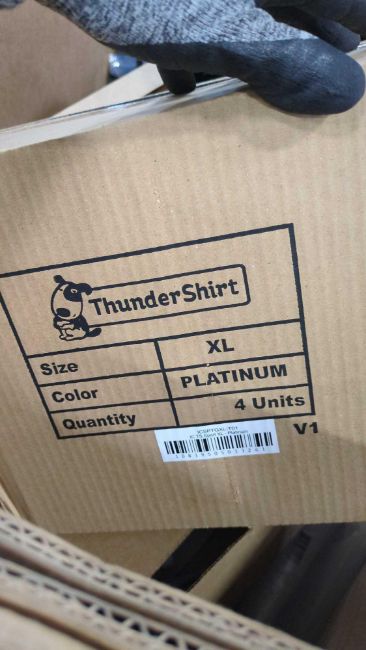 ThunderShirt
Size XL
Color PLATINUM
Quantity 4 Units
V1